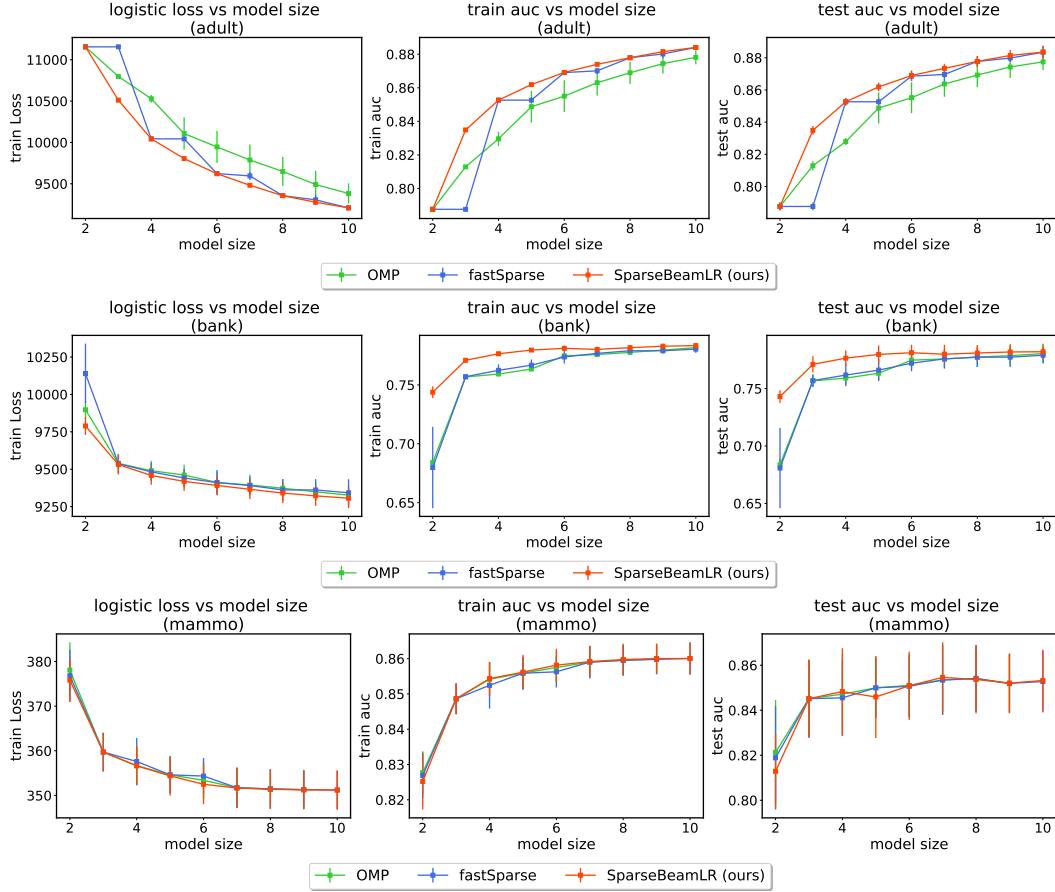 logistic loss vs model size
(adult)
train auc vs model size
(adult)
test auc vs model size
(adult)
train Loss
11000
10500
10000
9500
2 4 6 8 10
model size
train auc
0.88
0.86
0.84
0.82
0.80
2 4 6 8 10
model size
test auc
0.88
0.86
0.84
0.82
0.80
2 4 6 8 10
model size
OMP fastSparse SparseBeamLR (ours)
logistic loss vs model size
(bank)
train auc vs model size
(bank)
test auc vs model size
(bank)
train Loss
10250
10000
9750
9500
9250
2 4 6 8 10
model size
train auc
0.75
0.70
0.65
2 4 6 8 10
model size
test auc
0.75
0.70
0.65
2 4 6 8 10
model size
OMP fastSparse SparseBeamLR (ours)
logistic loss vs model size
(mammo)
train auc vs model size
(mammo)
test auc vs model size
(mammo)
train Loss
380
370
360
350
2 4 6 8 10
model size
train auc
0.86
0.85
0.84
0.83
0.82
2 4 6 8 10
model size
test auc
0.86
0.84
0.82
0.80
2 4 6 8 10
model size
OMP fastSparse SparseBeamLR (ours)